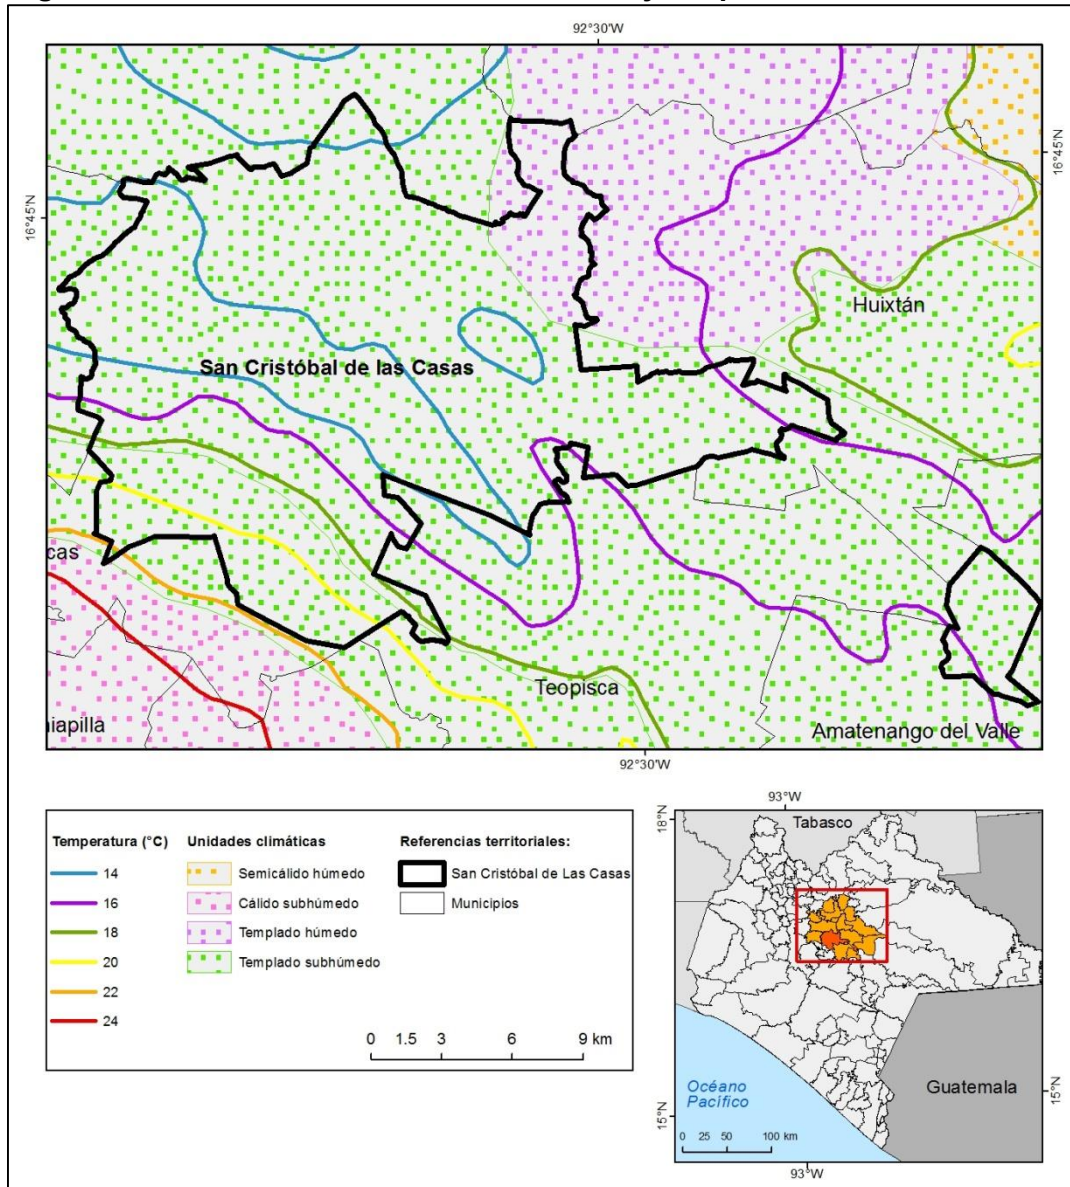 92°30'W
16°45'N
16°45'N
Huixtán
San Cristóbal de las Casas
cas
Teopisca
iapilla
Amatenango del Valle
92°30'W
Temperatura (°C)
14
16
18
20
22
24
Unidades climáticas
Semicálido húmedo
Cálido subhúmedo
Templado húmedo
Templado subhúmedo
Referencias territoriales:
San Cristóbal de Las Casas
Municipios
0 1.5 3 6 9 km
93°W
18°N
Tabasco
Guatemala
Océano
Pacífico
15°N
15°N
0 25 50 100 km
93°W